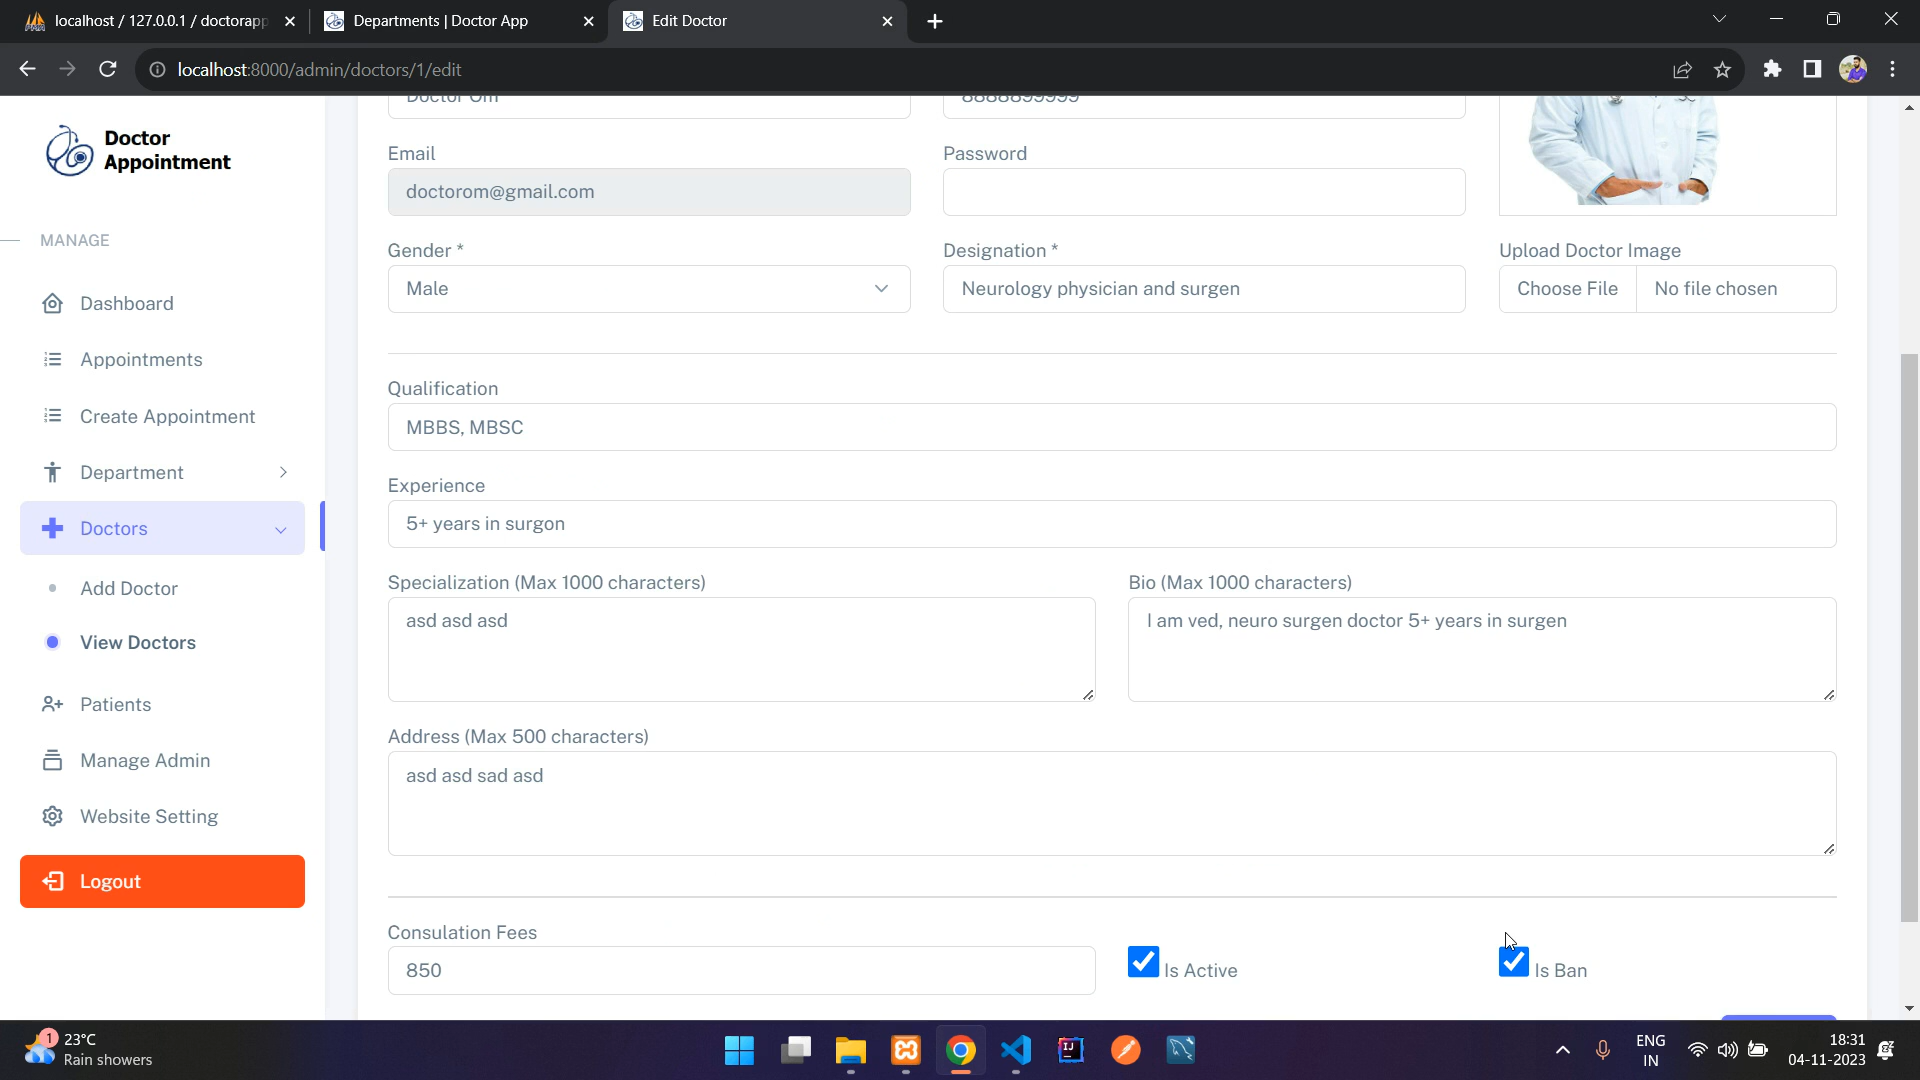 localhost / 127.0.0.1 / doctorapp
Departments | Doctor App
Edit Doctor
localhost:8000/admin/doctors/1/edit
Doctor
Appointment
MANAGE
Dashboard
Appointments
Create Appointment
Department
Doctors
Add Doctor
View Doctors
Patients
Manage Admin
Website Setting
Logout
Doctor Om
8888899999
Email
Password
doctorom@gmail.com
Gender *
Designation *
Upload Doctor Image
Male
Neurology physician and surgen
Choose File
No file chosen
Qualification
MBBS, MBSC
Experience
5+ years in surgon
Specialization (Max 1000 characters)
Bio (Max 1000 characters)
asd asd asd
I am ved, neuro surgen doctor 5+ years in surgen
Address (Max 500 characters)
asd asd sad asd
Consulation Fees
850
Is Active
Is Ban
1
23°C
Rain showers
ENG
IN
18:31
04-11-2023